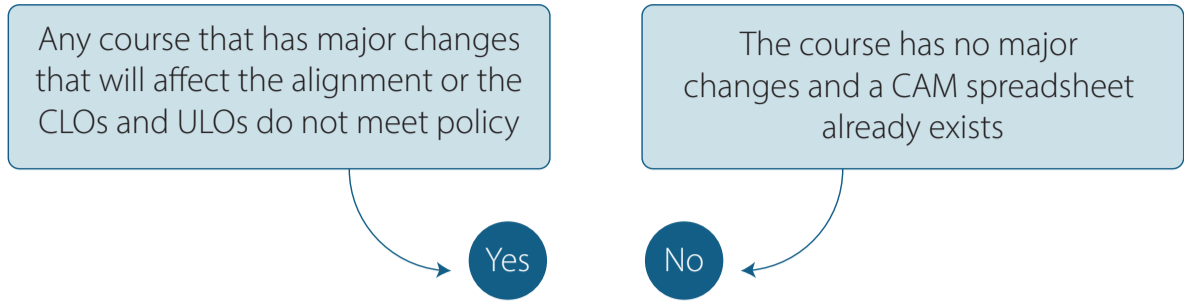 Any course that has major changes
that will affect the alignment or the
CLOs and ULOs do not meet policy
The course has no major
changes and a CAM spreadsheet
already exists
Yes
No